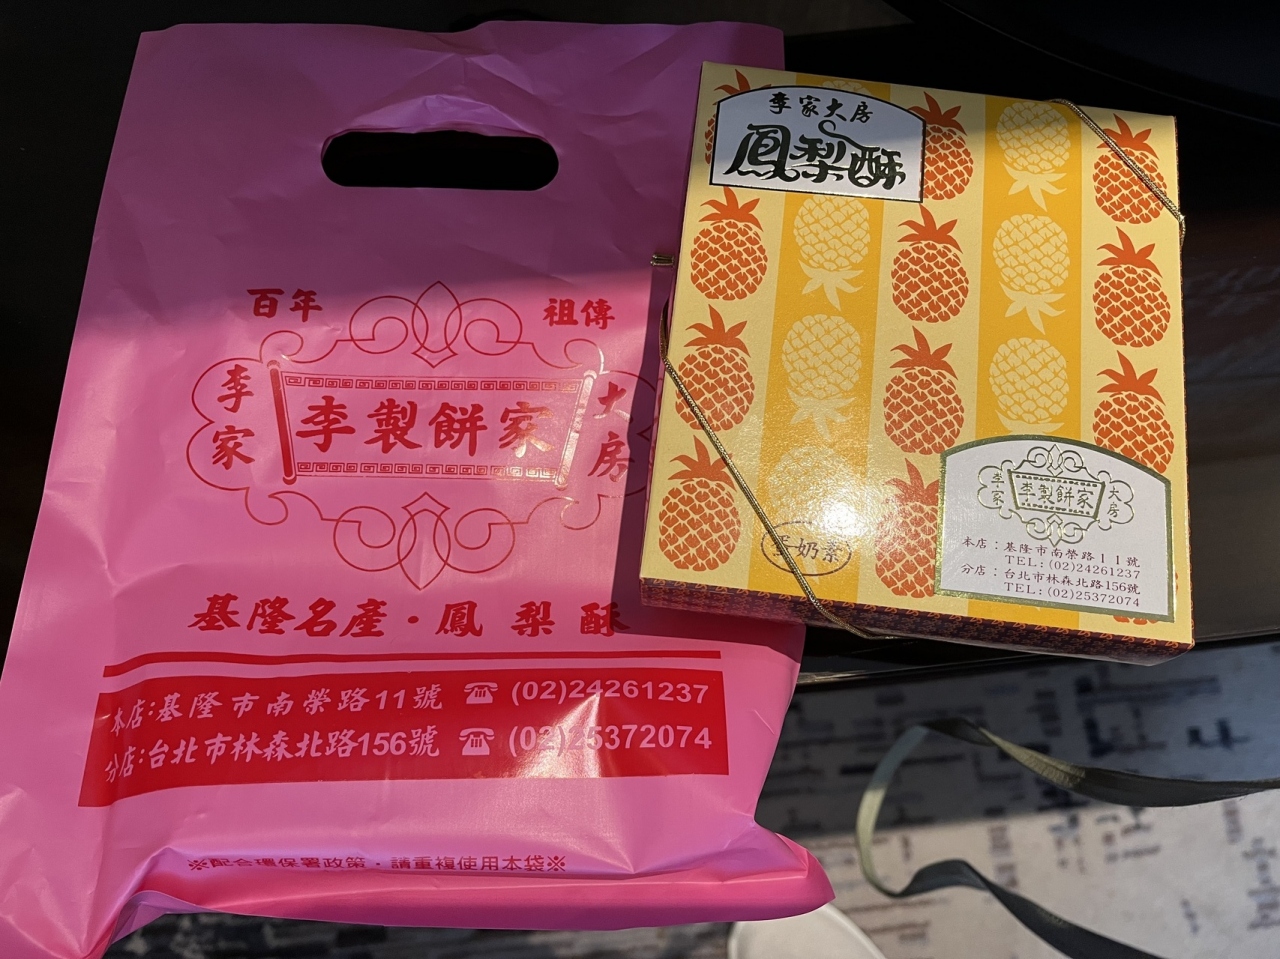 百年 祖傳
李家 李製餅家 大房
基隆名產·鳳梨酥
本店:基隆市南榮路11號 ☎ (02)24261237
分店:台北市林森北路156號 ☎ (02)25372074
※配合環保署政策·請重複使用本袋※
李家大房
鳳梨酥
蛋奶素
李家 李製餅家 大房
本店:基隆市南榮路11號
TEL:(02)24261237
分店:台北市林森北路156號
TEL:(02)25372074